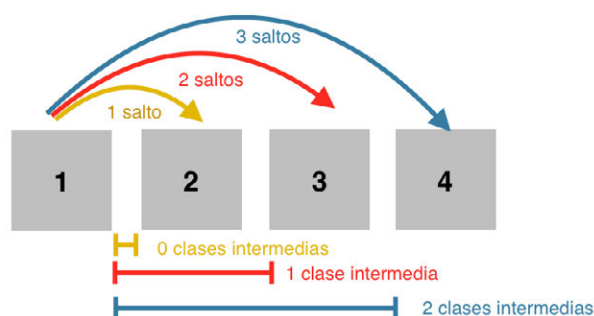 3 saltos
2 saltos
1 salto
1 2 3 4
0 clases intermedias
1 clase intermedia
2 clases intermedias